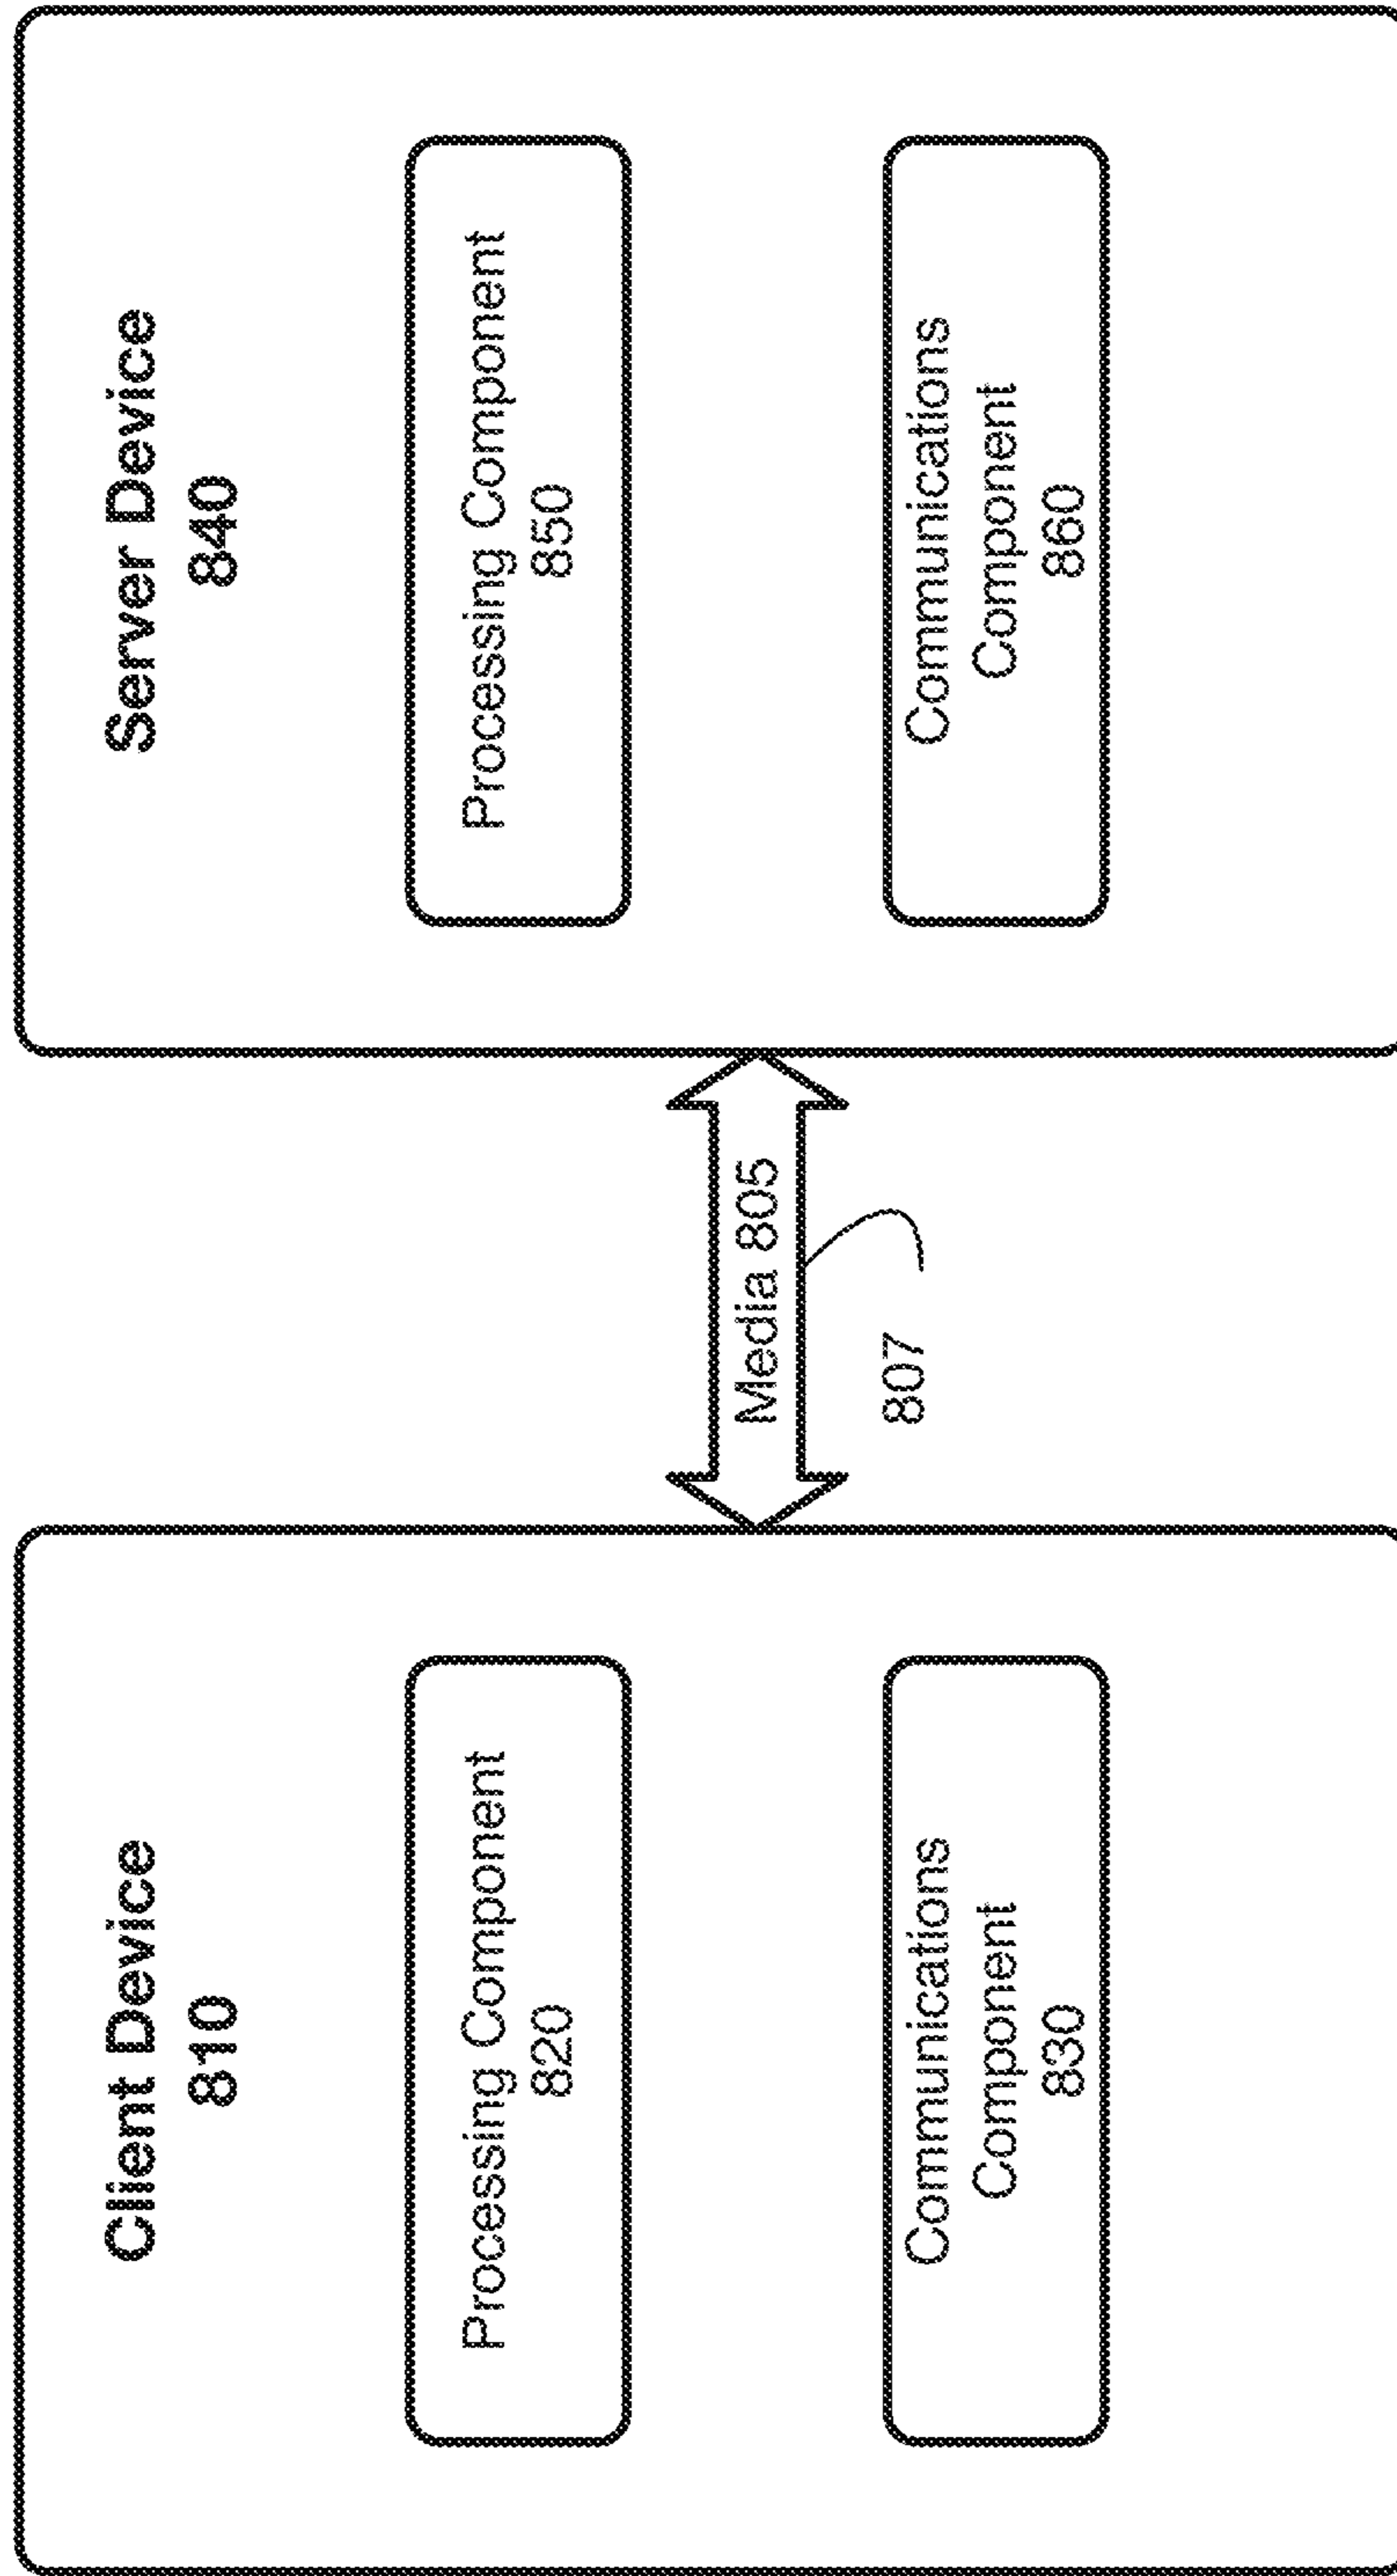 Client Device
810
Processing Component
820
Communications
Component
830
Media 805
807
Server Device
840
Processing Component
850
Communications
Component
860